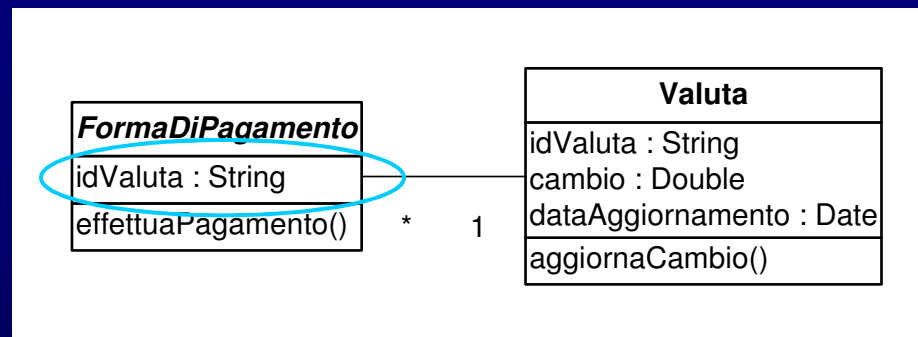 FormaDiPagamento
idValuta : String
effettuaPagamento()
*
1
Valuta
idValuta : String
cambio : Double
dataAggiornamento : Date
aggiornaCambio()